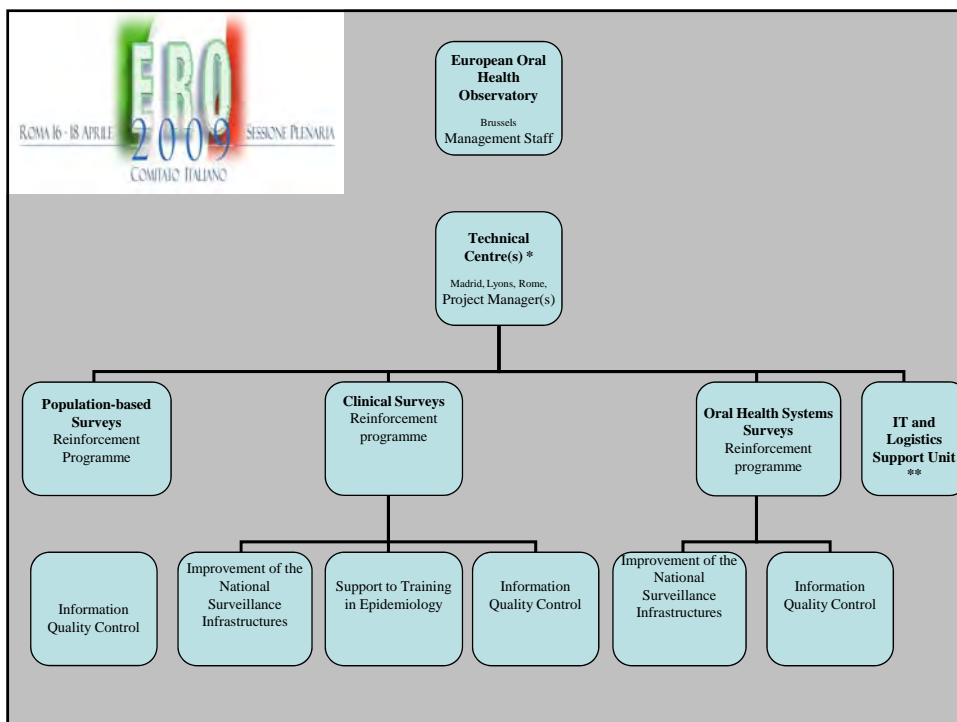 ERO
2009
ROMA 16 - 18 APRILE
SESSIONE PLENARIA
COMITATO ITALIANO
European Oral
Health
Observatory
Brussels
Management Staff
Technical
Centre(s) *
Madrid, Lyons, Rome,
Project Manager(s)
Population-based
Surveys
Reinforcement
Programme
Clinical Surveys
Reinforcement
programme
Oral Health Systems
Surveys
Reinforcement
programme
IT and
Logistics
Support Unit
**
Information
Quality Control
Improvement of the
National
Surveillance
Infrastructures
Support to Training
in Epidemiology
Information
Quality Control
Improvement of the
National
Surveillance
Infrastructures
Information
Quality Control